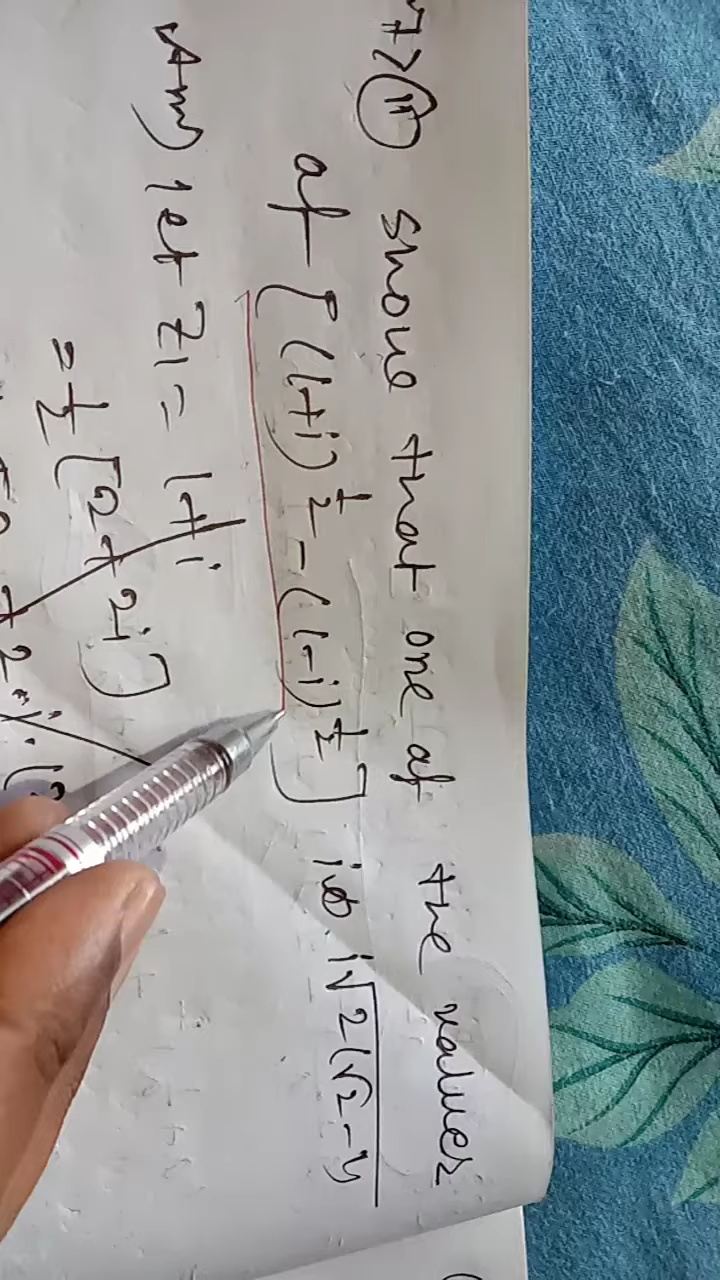 7>(ii) show that one of the values
of [(1+i)^½ - (1-i)^½] is i√2(√2-1)
Ans) let z1 = 1+i
= ½ [2+2i]